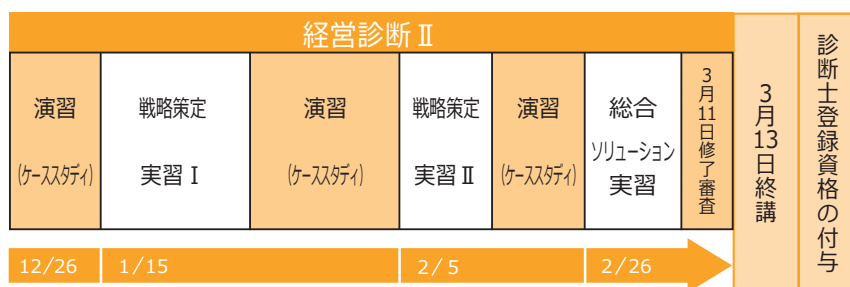 経営診断Ⅱ
演習
(ケーススタディ)
戦略策定
実習Ⅰ
演習
(ケーススタディ)
戦略策定
実習Ⅱ
演習
(ケーススタディ)
総合
ソリューション
実習
3月11日修了審査
3月13日終講
診断士登録資格の付与
12/26
1/15
2/5
2/26